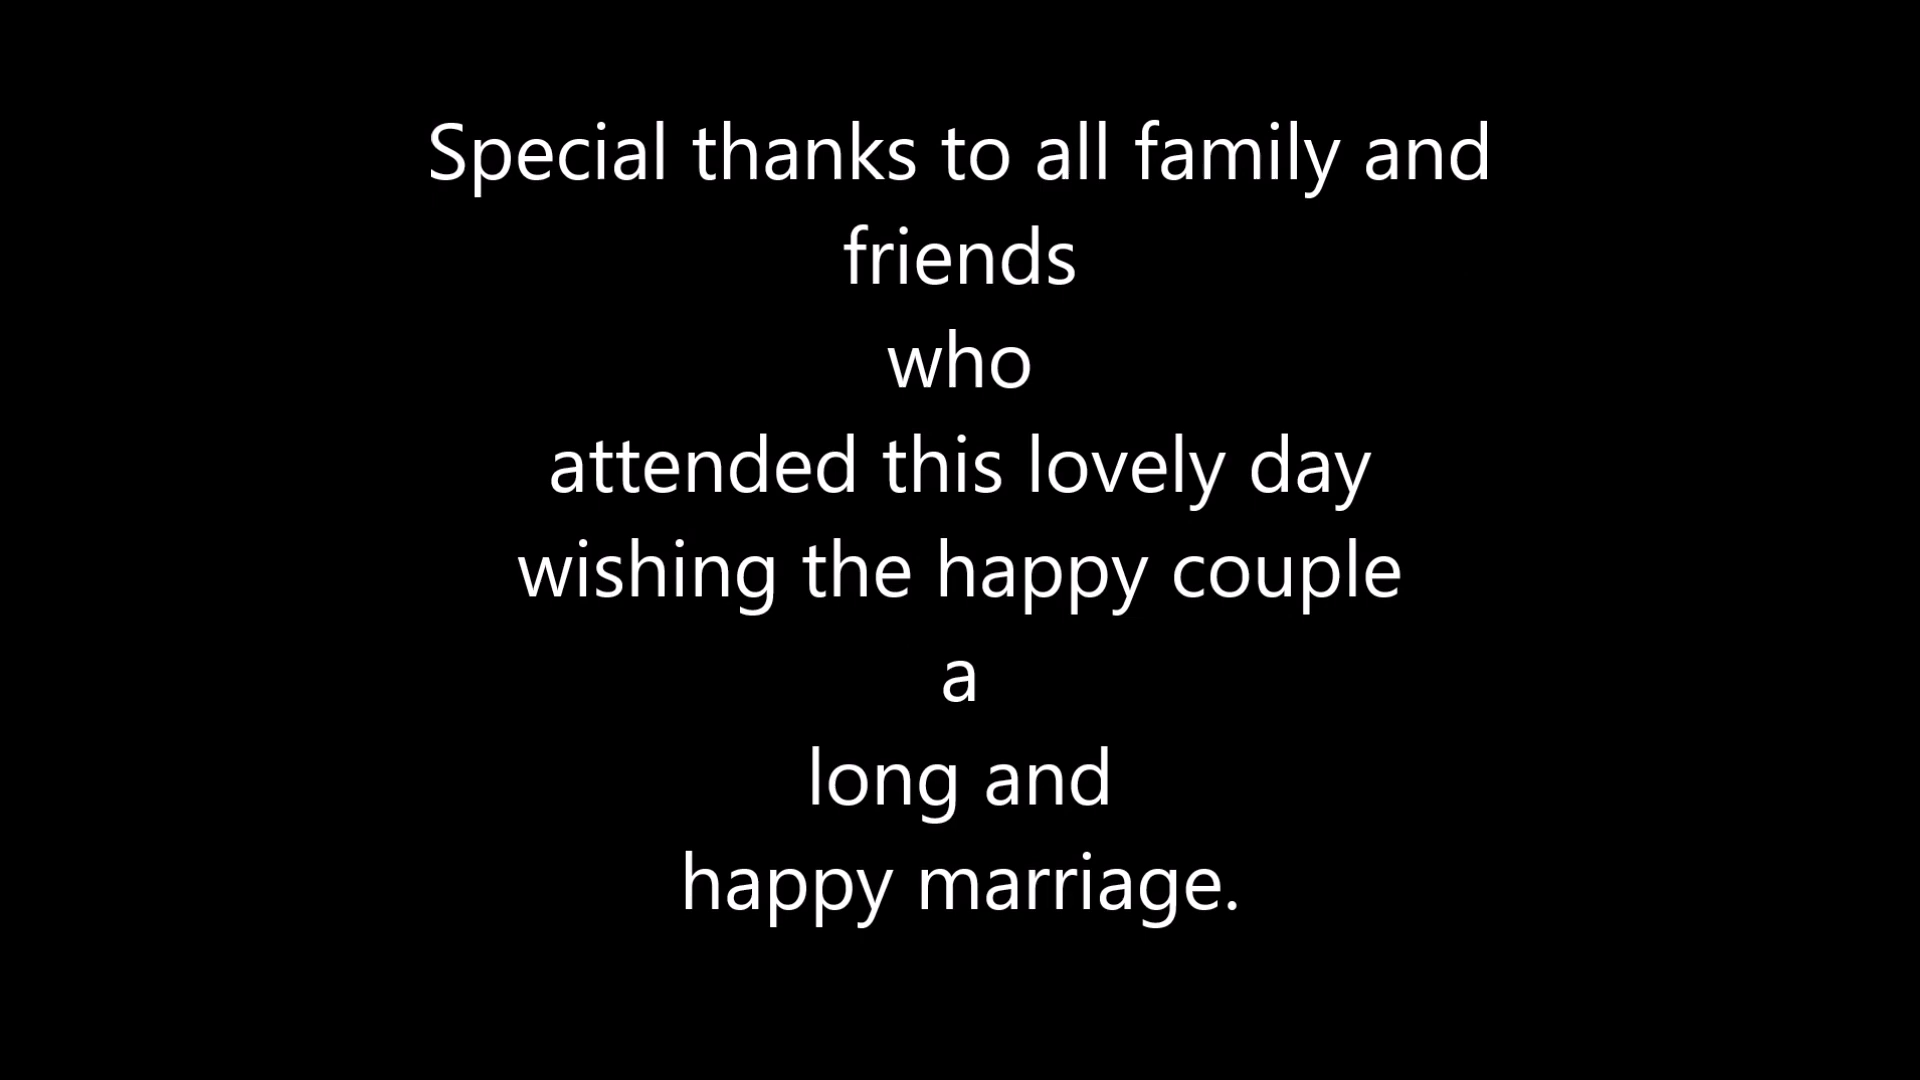 Special thanks to all family and
friends
who
attended this lovely day
wishing the happy couple
a
long and
happy marriage.